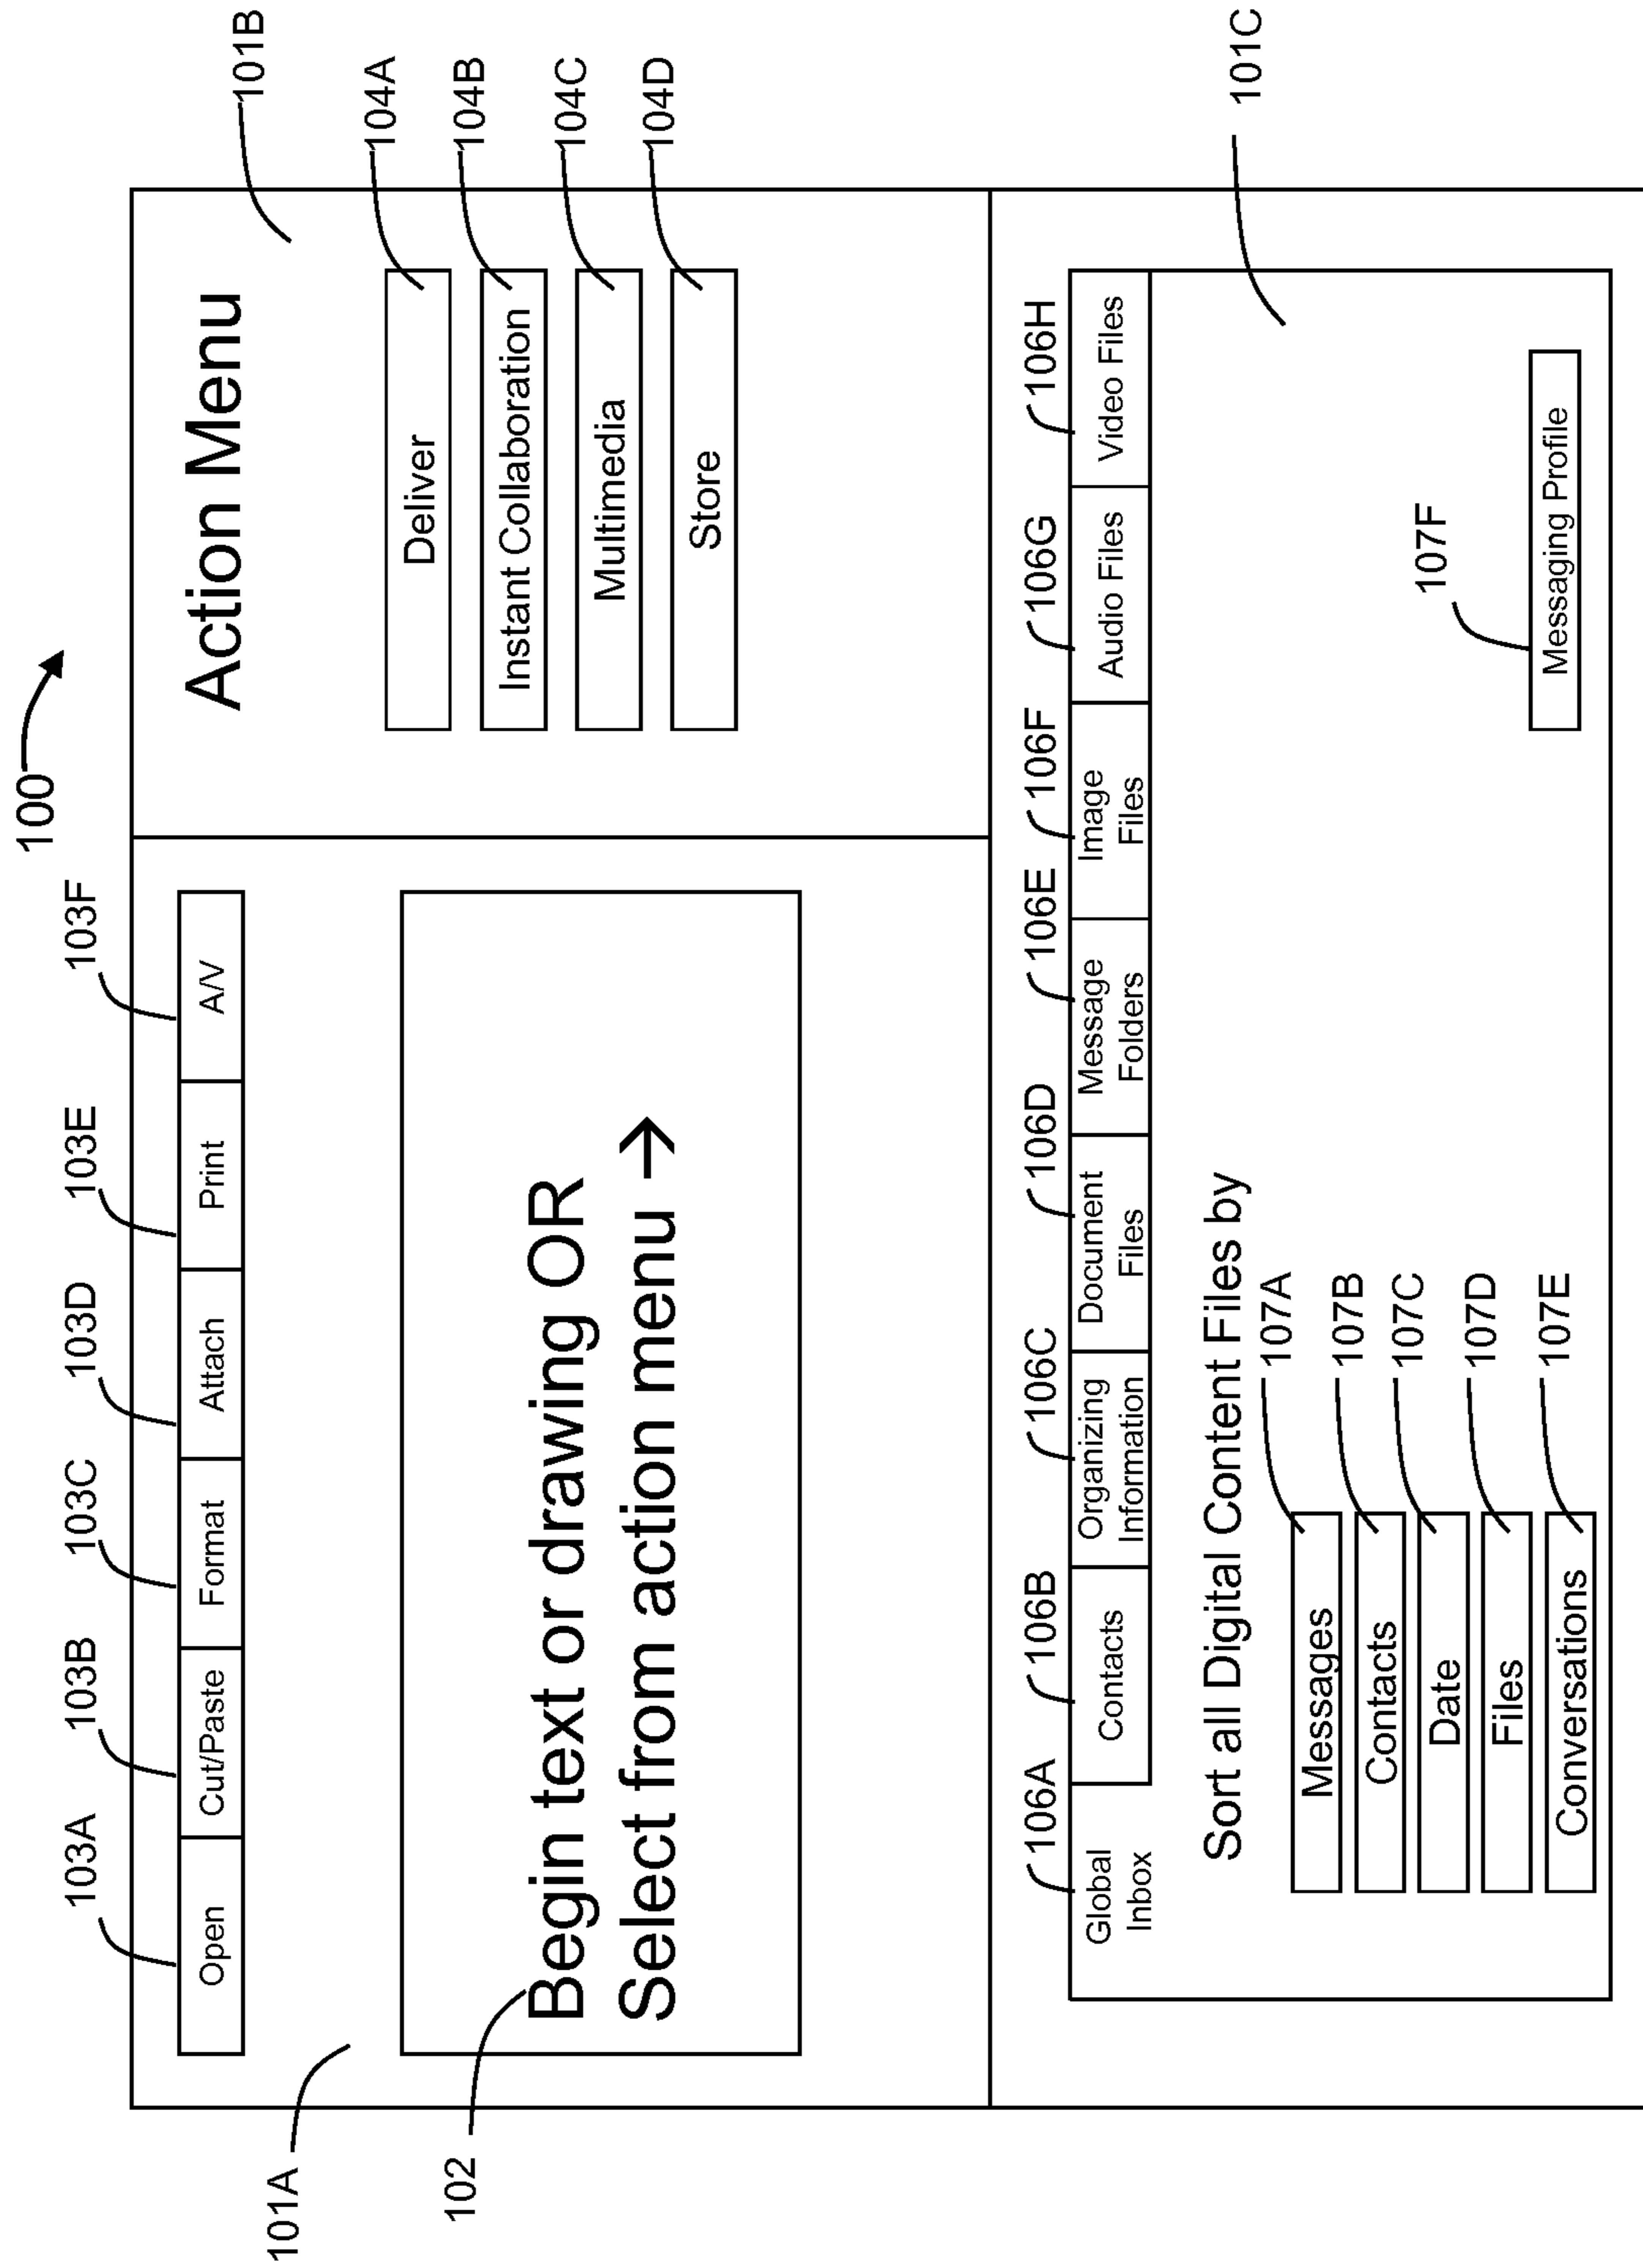 100
101B
103A
103B
103C
103D
103E
103F
Open
Cut/Paste
Format
Attach
Print
A/V
101A
102
Begin text or drawing OR
Select from action menu →
Action Menu
Deliver
104A
Instant Collaboration
104B
Multimedia
104C
Store
104D
106A
106B
106C
106D
106E
106F
106G
106H
Global
Inbox
Contacts
Organizing
Information
Document
Files
Message
Folders
Image
Files
Audio Files
Video Files
101C
Sort all Digital Content Files by
Messages
107A
Contacts
107B
Date
107C
Files
107D
Conversations
107E
107F
Messaging Profile